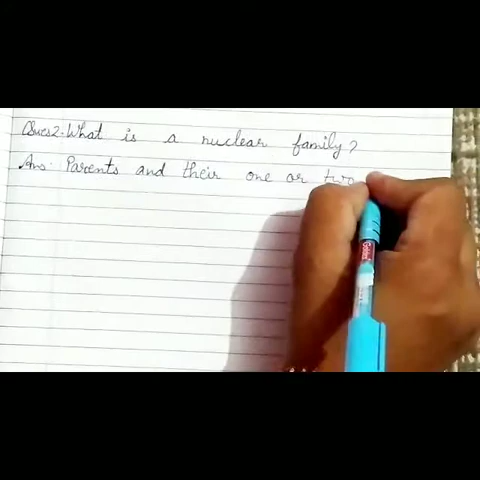 Ques2. What is a nuclear family?
Ans. Parents and their one or two